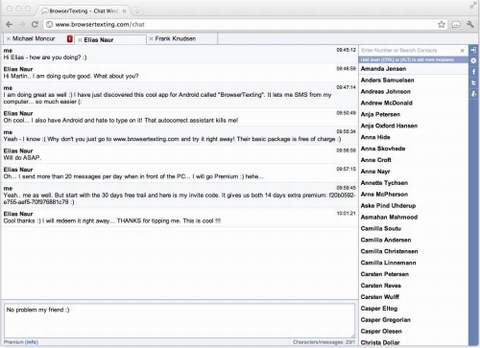 BrowserTexting - Chat Wind
www.browsertexting.com/chat
Michael Moncur
Elias Naur
Frank Knudsen
me 09:45:12
Hi Elias - how are you doing? :)
Elias Naur 09:46:59
Hi Martin.. I am doing quite good. What about you?
me 09:47:14
I am doing great as well :) I have just discovered this cool app for Android called "BrowserTexting". It lets me SMS from my
computer... so much easier (:
Elias Naur 09:50:49
Oh cool... I also have Android and hate to type on it! That autocorrect assistant kills me!
me 09:55:34
Yeah - I know :( Why don't you just go to www.browsertexting.com and try it right away! Their basic package is free of charge :)
Elias Naur 09:56:59
Will do ASAP.
Elias Naur 09:57:10
Oh... I send more than 20 messages per day when in front of the PC... I will go Premium :) hehe...
me 09:59:45
Yeah.. me as well. But start with the 30 days free trail and here is my invite code. It gives us both 14 days extra premium:
Elias Naur 10:01:21
Cool thanks :) I will redeem it right away... THANKS for tipping me. This is cool !!!
No problem my friend :)
Premium (info)
Characters/messages:
Enter Number or Search Contacts
Hold down [CTRL] or [ALT] to add more recipients
Amanda Jensen
Anders Samuelsen
Andreas Johnson
Andrew McDonald
Anja Petersen
Anja Oxford Hansen
Anna Hide
Anna Skovhede
Anne Croft
Anne Nayr
Annette Tychsen
Arne McPherson
Aske Pind Underup
Asmahan Mahmood
Camilla Soutu
Camilla Andersen
Camilla Christensen
Camilla Linnemann
Carsten Petersen
Carsten Reves
Carsten Wulff
Casper Elteg
Casper Gregorian
Casper Olesen
Christa Dollar